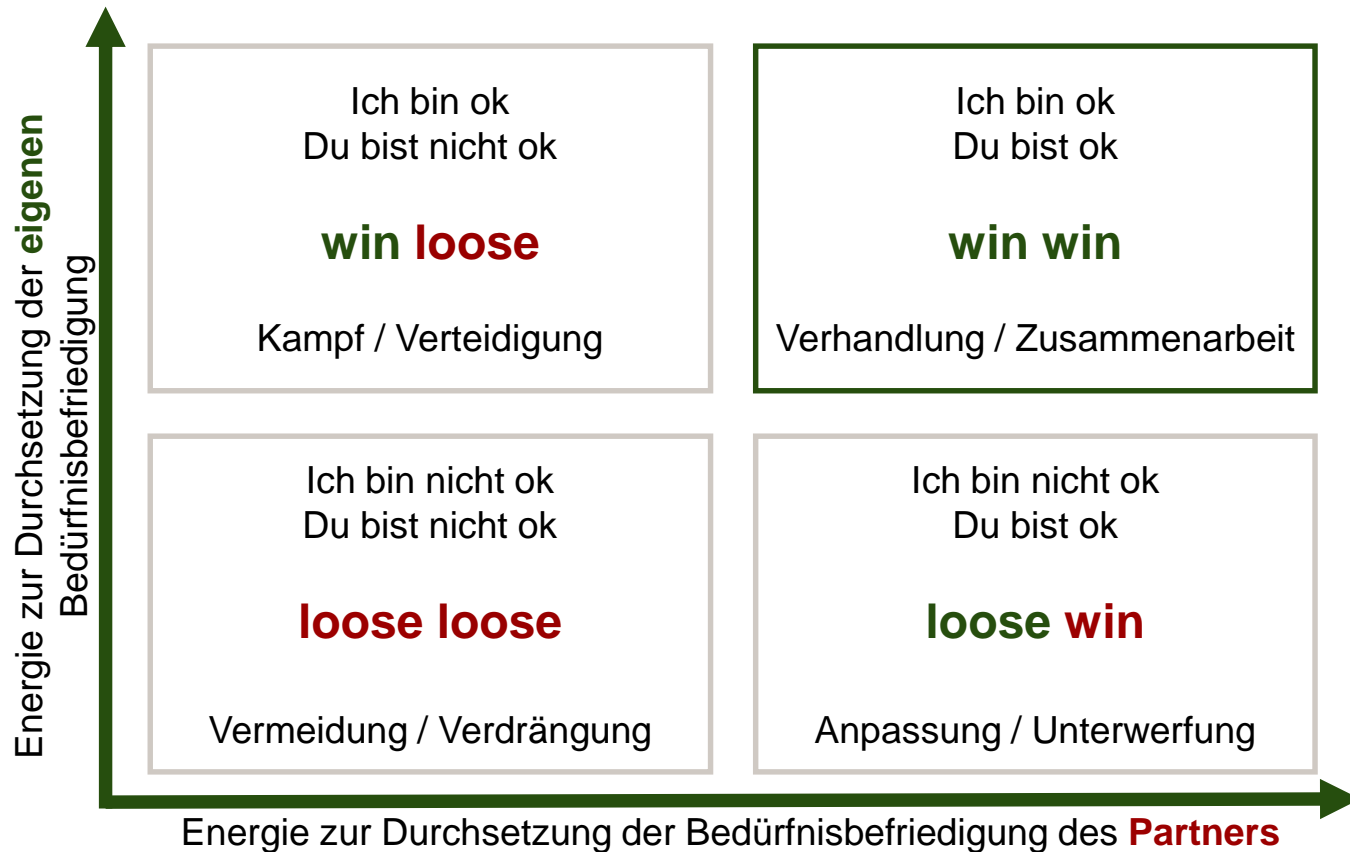 Energie zur Durchsetzung der eigenen
Bedürfnisbefriedigung
Ich bin ok
Du bist nicht ok
win loose
Kampf / Verteidigung
Ich bin ok
Du bist ok
win win
Verhandlung / Zusammenarbeit
Ich bin nicht ok
Du bist nicht ok
loose loose
Vermeidung / Verdrängung
Ich bin nicht ok
Du bist ok
loose win
Anpassung / Unterwerfung
Energie zur Durchsetzung der Bedürfnisbefriedigung des Partners